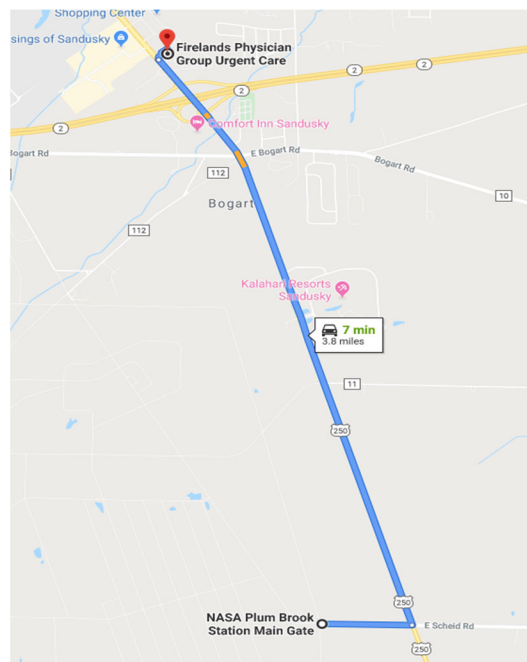 Shopping Center
sings of Sandusky
Firelands Physician
Group Urgent Care
2
2
2
2
Comfort Inn Sandusky
Bogart Rd
E Bogart Rd
Bogart Rd
112
10
Bogart
112
Kalahari Resorts
Sandusky
7 min
3.8 miles
11
250
250
NASA Plum Brook
Station Main Gate
E Scheid Rd
250